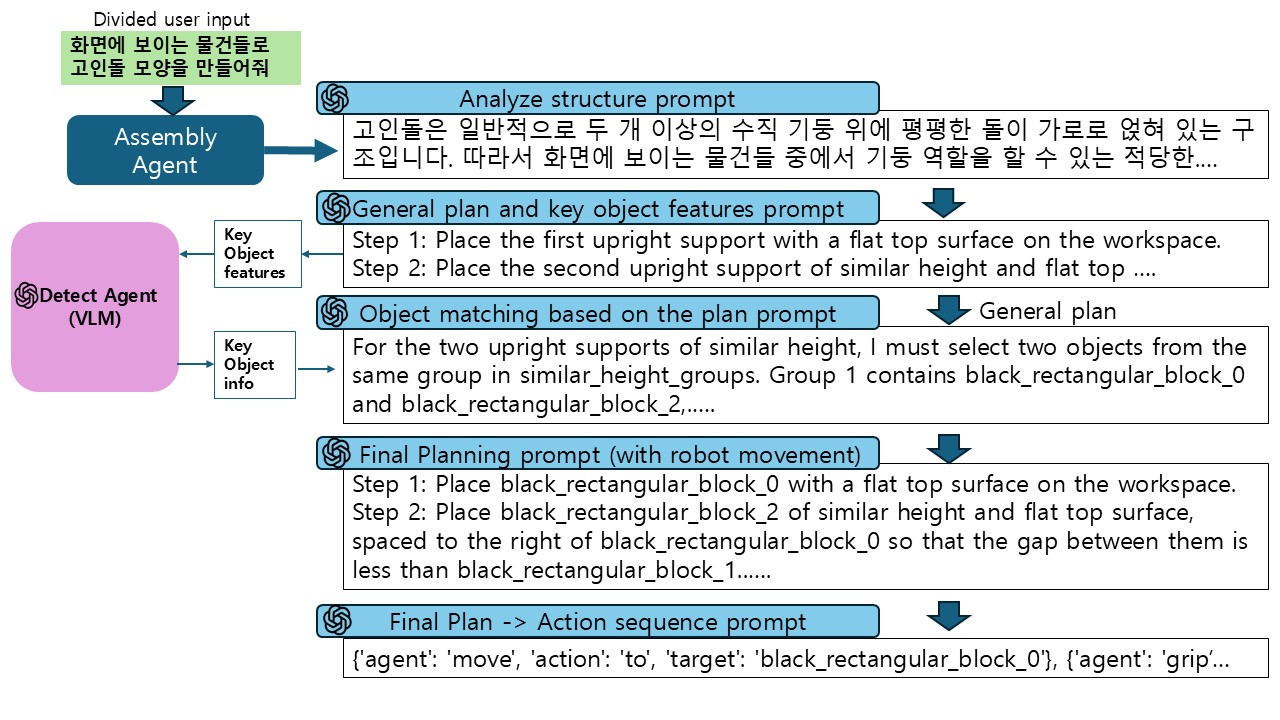 Divided user input
화면에 보이는 물건들로
고인돌 모양을 만들어줘
Assembly
Agent
Analyze structure prompt
고인돌은 일반적으로 두 개 이상의 수직 기둥 위에 평평한 돌이 가로로 얹혀 있는 구
조입니다. 따라서 화면에 보이는 물건들 중에서 기둥 역할을 할 수 있는 적당한....
General plan and key object features prompt
Step 1: Place the first upright support with a flat top surface on the workspace.
Step 2: Place the second upright support of similar height and flat top ....
Key
Object
features
Detect Agent
(VLM)
Key
Object
info
General plan
Object matching based on the plan prompt
For the two upright supports of similar height, I must select two objects from the
same group in similar_height_groups. Group 1 contains black_rectangular_block_0
and black_rectangular_block_2,.....
Final Planning prompt (with robot movement)
Step 1: Place black_rectangular_block_0 with a flat top surface on the workspace.
Step 2: Place black_rectangular_block_2 of similar height and flat top surface,
spaced to the right of black_rectangular_block_0 so that the gap between them is
less than black_rectangular_block_1......
Final Plan -> Action sequence prompt
{'agent': 'move', 'action': 'to', 'target': 'black_rectangular_block_0'}, {'agent': 'grip‘...